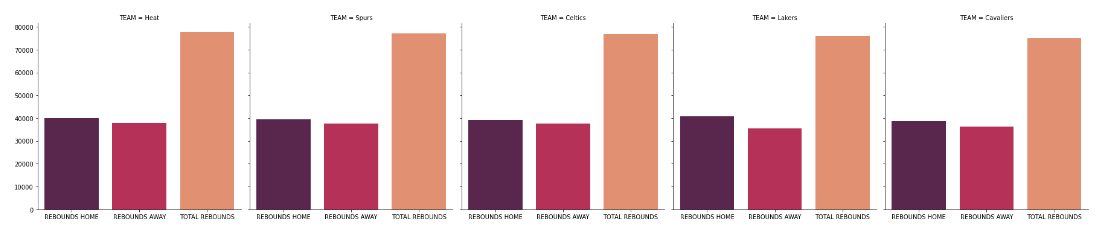 TEAM = Heat
TEAM = Spurs
TEAM = Celtics
TEAM = Lakers
TEAM = Cavaliers
80000
70000
60000
50000
40000
30000
20000
10000
0
REBOUNDS HOME REBOUNDS AWAY TOTAL REBOUNDS
REBOUNDS HOME REBOUNDS AWAY TOTAL REBOUNDS
REBOUNDS HOME REBOUNDS AWAY TOTAL REBOUNDS
REBOUNDS HOME REBOUNDS AWAY TOTAL REBOUNDS
REBOUNDS HOME REBOUNDS AWAY TOTAL REBOUNDS